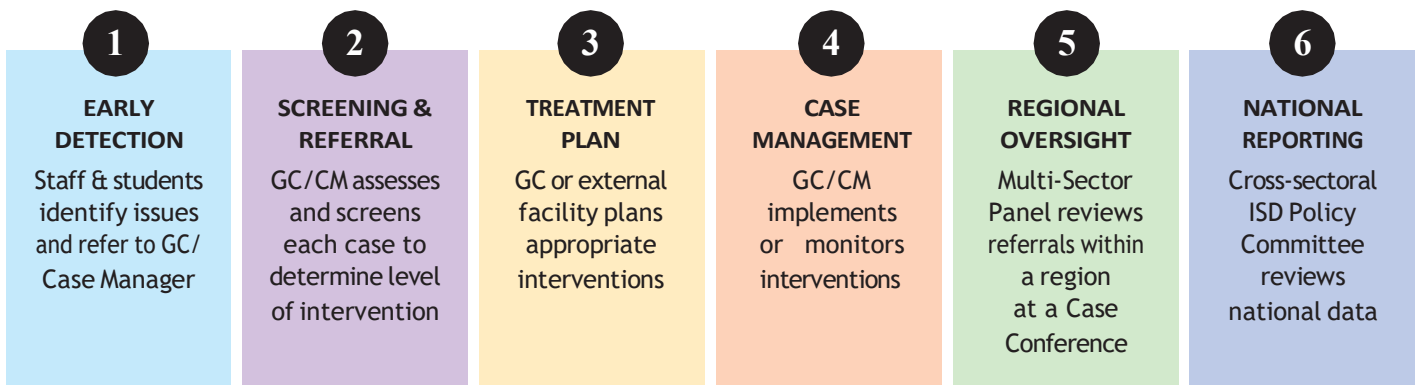 1
EARLY
DETECTION
Staff & students
identify issues
and refer to GC/
Case Manager
2
SCREENING &
REFERRAL
GC/CM assesses
and screens
each case to
determine level
of intervention
3
TREATMENT
PLAN
GC or external
facility plans
appropriate
interventions
4
CASE
MANAGEMENT
GC/CM
implements
or monitors
interventions
5
REGIONAL
OVERSIGHT
Multi-Sector
Panel reviews
referrals within
a region
at a Case
Conference
6
NATIONAL
REPORTING
Cross-sectoral
ISD Policy
Committee
reviews
national data